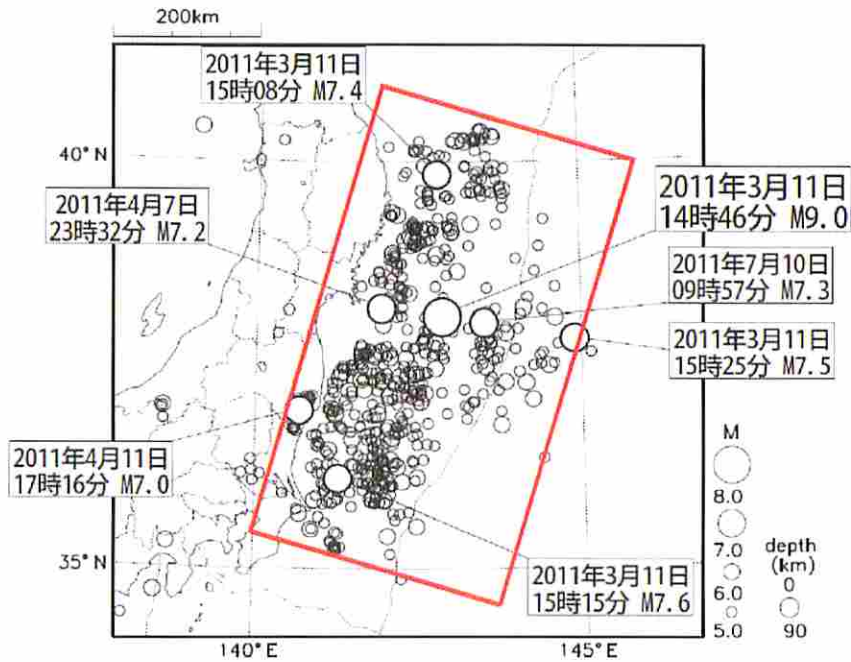 200km
2011年3月11日
15時08分 M7.4
40°N
2011年4月7日
23時32分 M7.2
2011年3月11日
14時46分 M9.0
2011年7月10日
09時57分 M7.3
2011年3月11日
15時25分 M7.5
2011年4月11日
17時16分 M7.0
2011年3月11日
15時15分 M7.6
35°N
140°E
145°E
M
8.0
7.0
6.0
5.0
depth
(km)
0
90